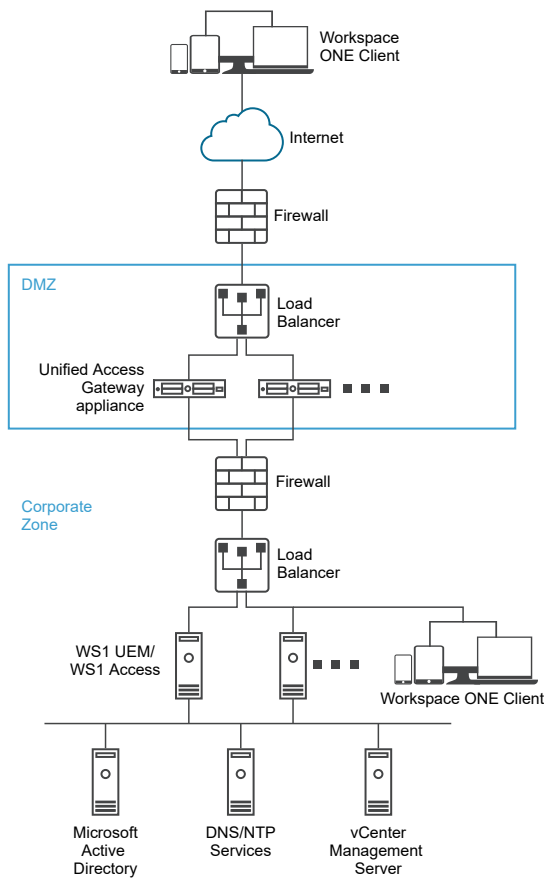 Workspace
ONE Client
Internet
Firewall
DMZ
Load
Balancer
Unified Access
Gateway
appliance
Firewall
Corporate
Zone
Load
Balancer
WS1 UEM/
WS1 Access
Workspace ONE Client
Microsoft
Active
Directory
DNS/NTP
Services
vCenter
Management
Server